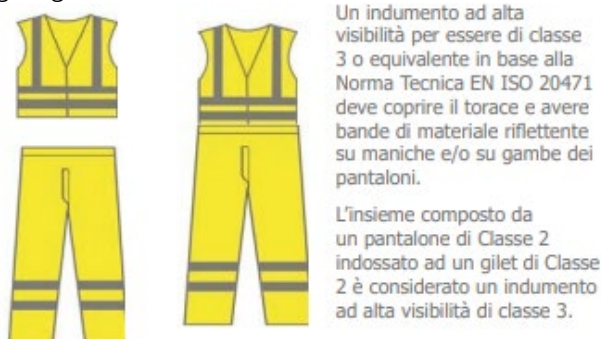 Un indumento ad alta
visibilità per essere di classe
3 o equivalente in base alla
Norma Tecnica EN ISO 20471
deve coprire il torace e avere
bande di materiale riflettente
su maniche e/o su gambe dei
pantaloni.
L'insieme composto da
un pantalone di Classe 2
indossato ad un gilet di Classe
2 è considerato un indumento
ad alta visibilità di classe 3.